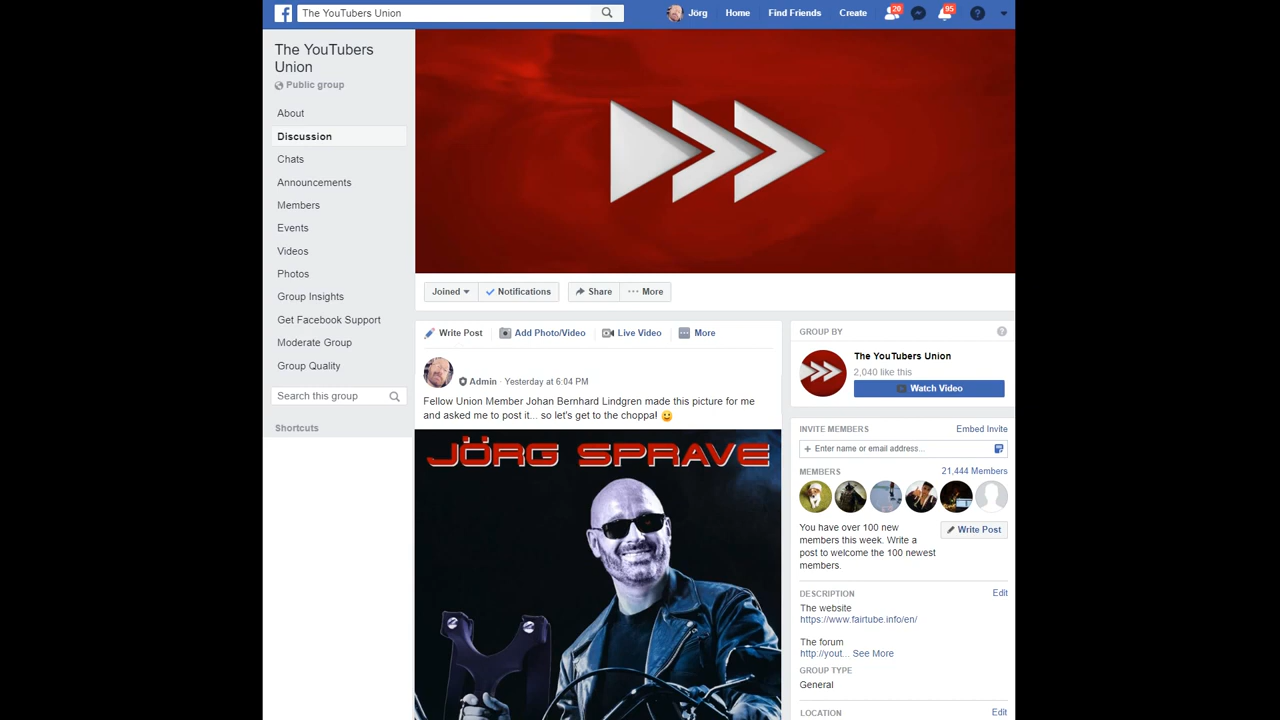 The YouTubers Union
Jörg
Home
Find Friends
Create
20
95
The YouTubers
Union
Public group
About
Discussion
Chats
Announcements
Members
Events
Videos
Photos
Group Insights
Get Facebook Support
Moderate Group
Group Quality
Search this group
Shortcuts
Joined
Notifications
Share
More
Write Post
Add Photo/Video
Live Video
More
Admin · Yesterday at 6:04 PM
Fellow Union Member Johan Bernhard Lindgren made this picture for me
and asked me to post it... so let's get to the choppa! 
JÖRG SPRAVE
GROUP BY
The YouTubers Union
2,040 like this
Watch Video
INVITE MEMBERS
Embed Invite
+ Enter name or email address...
MEMBERS
21,444 Members
You have over 100 new
members this week. Write a
post to welcome the 100 newest
members.
Write Post
DESCRIPTION
Edit
The website
https://www.fairtube.info/en/
The forum
http://yout... See More
GROUP TYPE
General
LOCATION
Edit